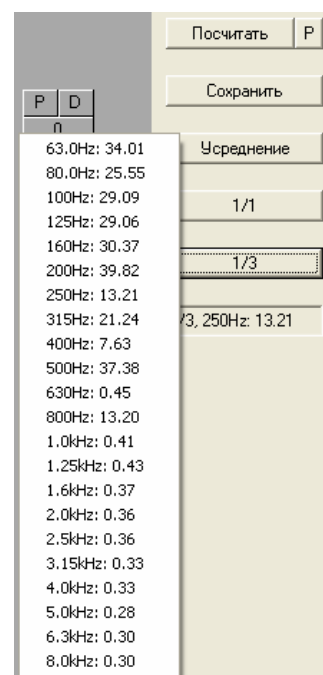 Посчитать P
Сохранить
P D
0
Усреднение
1/1
1/3
/3, 250Hz: 13.21
63.0Hz: 34.01
80.0Hz: 25.55
100Hz: 29.09
125Hz: 29.06
160Hz: 30.37
200Hz: 39.82
250Hz: 13.21
315Hz: 21.24
400Hz: 7.63
500Hz: 37.38
630Hz: 0.45
800Hz: 13.20
1.0kHz: 0.41
1.25kHz: 0.43
1.6kHz: 0.37
2.0kHz: 0.36
2.5kHz: 0.36
3.15kHz: 0.33
4.0kHz: 0.33
5.0kHz: 0.28
6.3kHz: 0.30
8.0kHz: 0.30